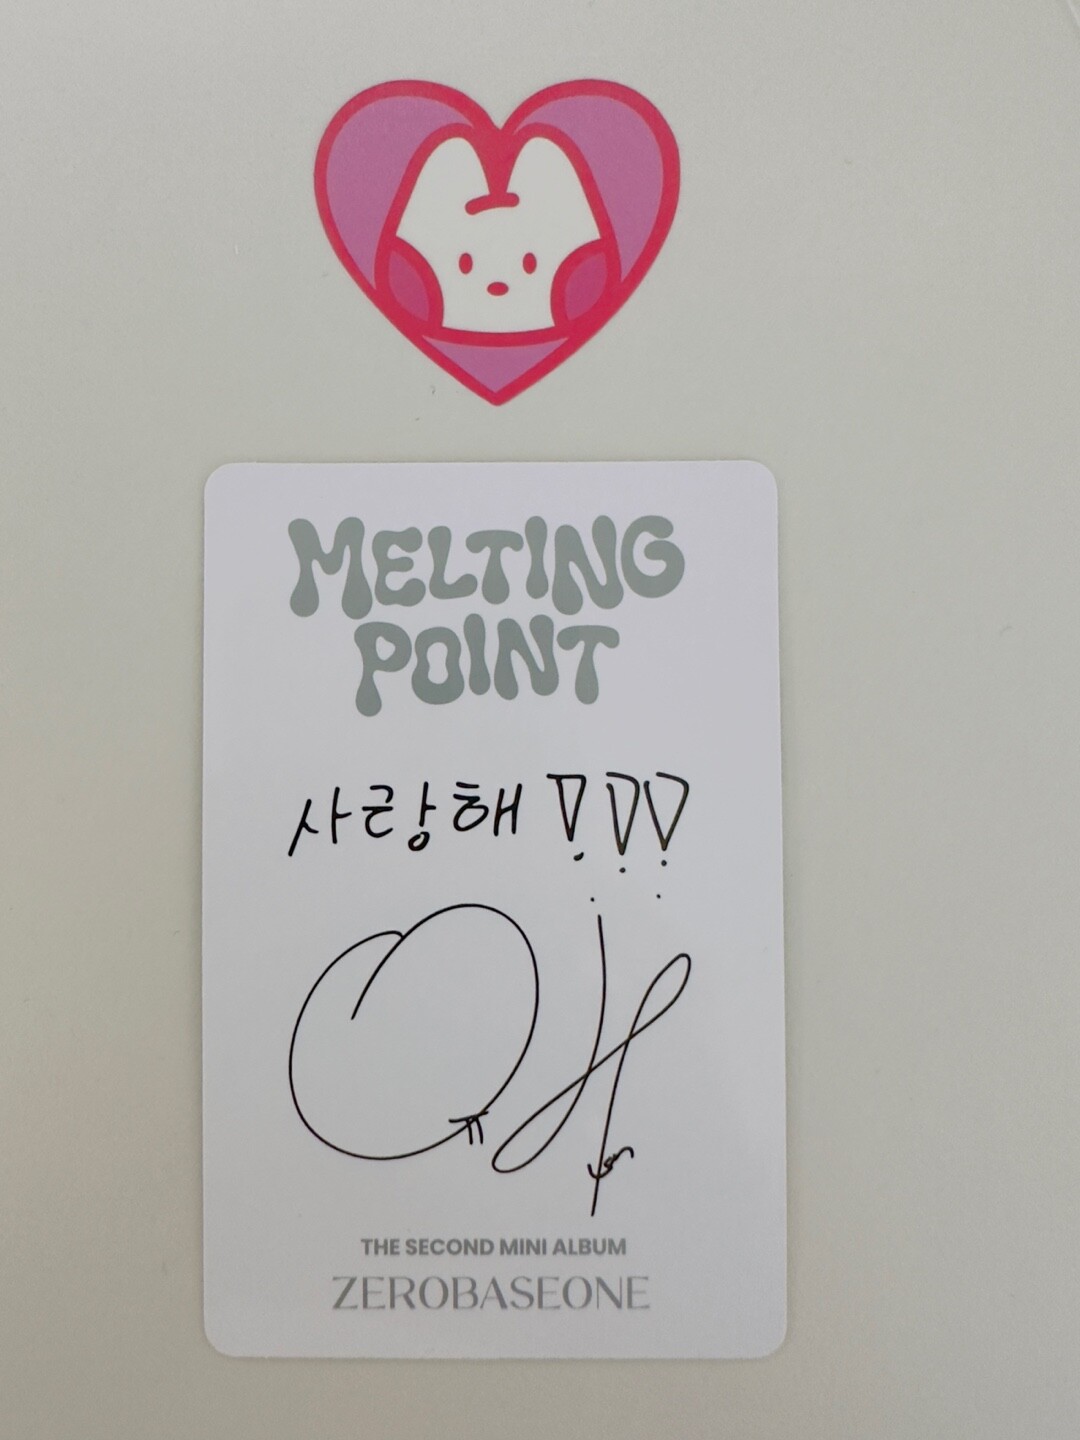 MELTING
POINT
사랑해!!!
THE SECOND MINI ALBUM
ZEROBASEONE